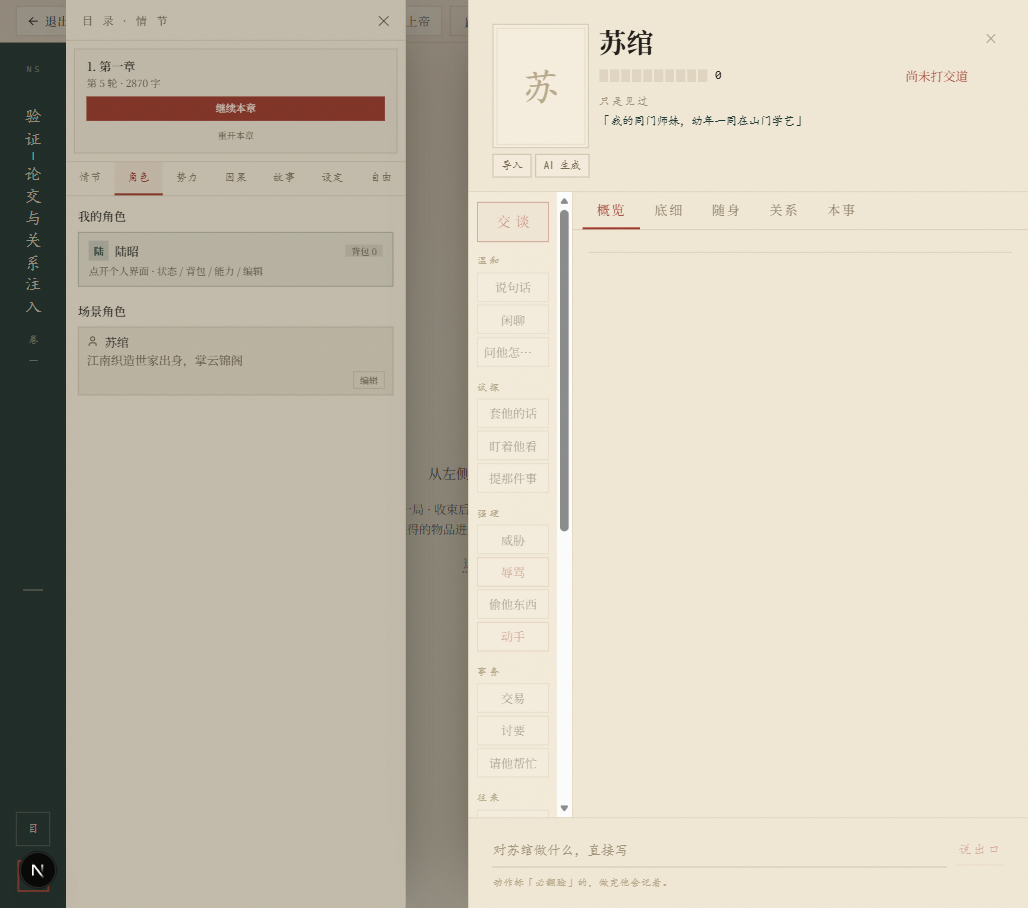 ← 退出
上帝
NS
验证—论交与关系注入
卷一
目
N
目 录 · 情 节
×
1. 第一章
第 5 轮 · 2870 字
继续本章
重开本章
情节 角色 势力 因果 故事 设定 自由
我的角色
陆 陆昭 背包 0
点开个人界面 · 状态 / 背包 / 能力 / 编辑
场景角色
苏绾
江南织造世家出身，掌云锦阁
编辑
从左侧
一局 · 收束后
得的物品进
苏
苏绾
×
0 尚未打交道
只是见过
「我的同门师妹，幼年一同在山门学艺」
导入 AI 生成
交谈
温和
说句话
闲聊
问他怎…
试探
套他的话
盯着他看
提那件事
强硬
威胁
辱骂
偷他东西
动手
事务
交易
讨要
请他帮忙
往来
概览 底细 随身 关系 本事
对苏绾做什么，直接写
说出口
动作标「必翻脸」的，做完他会记着。